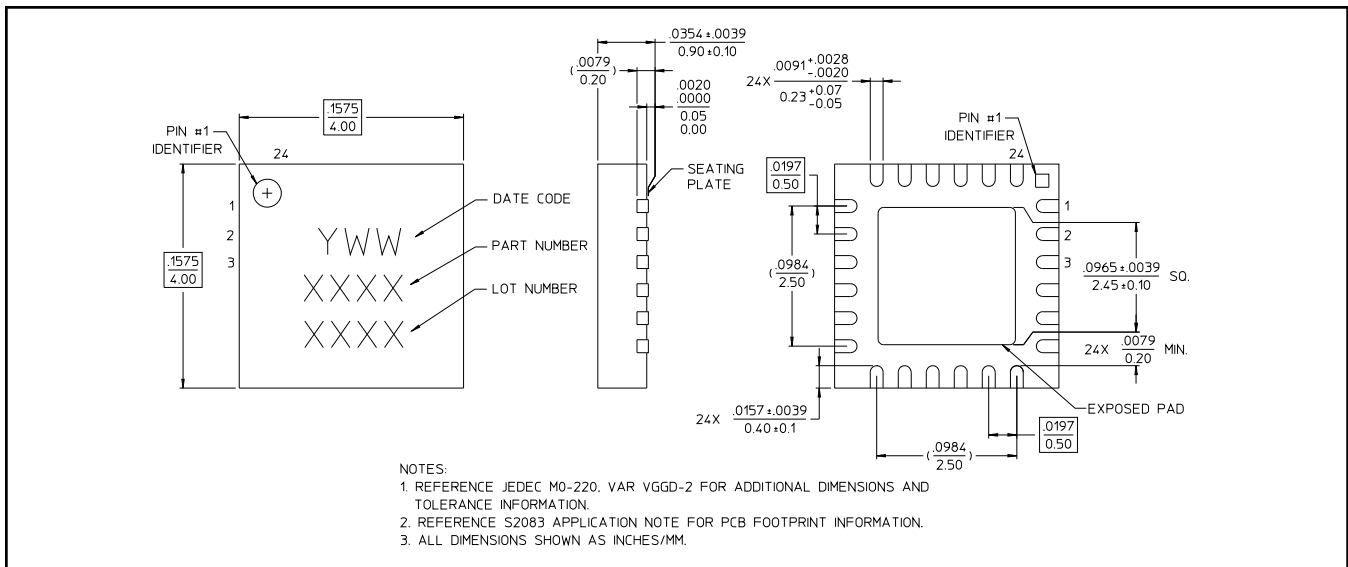 .0354 ±.0039
0.90 ±0.10
(.0079)
0.20
.0020
.0000
0.05
0.00
24X .0091 +.0028
-.0020
0.23 +0.07
-0.05
.1575
4.00
PIN #1
IDENTIFIER
24
1
2
3
.1575
4.00
DATE CODE
YWW
PART NUMBER
XXXX
LOT NUMBER
XXXX
SEATING
PLATE
PIN #1
IDENTIFIER
24
.0197
0.50
1
2
3
(.0984)
2.50
.0965 ±.0039
2.45 ±0.10 SQ.
24X .0079 MIN.
0.20
24X .0157 ±.0039
0.40 ±0.1
EXPOSED PAD
.0197
0.50
(.0984)
2.50
NOTES:
1. REFERENCE JEDEC MO-220, VAR VGGD-2 FOR ADDITIONAL DIMENSIONS AND
TOLERANCE INFORMATION.
2. REFERENCE S2083 APPLICATION NOTE FOR PCB FOOTPRINT INFORMATION.
3. ALL DIMENSIONS SHOWN AS INCHES/MM.